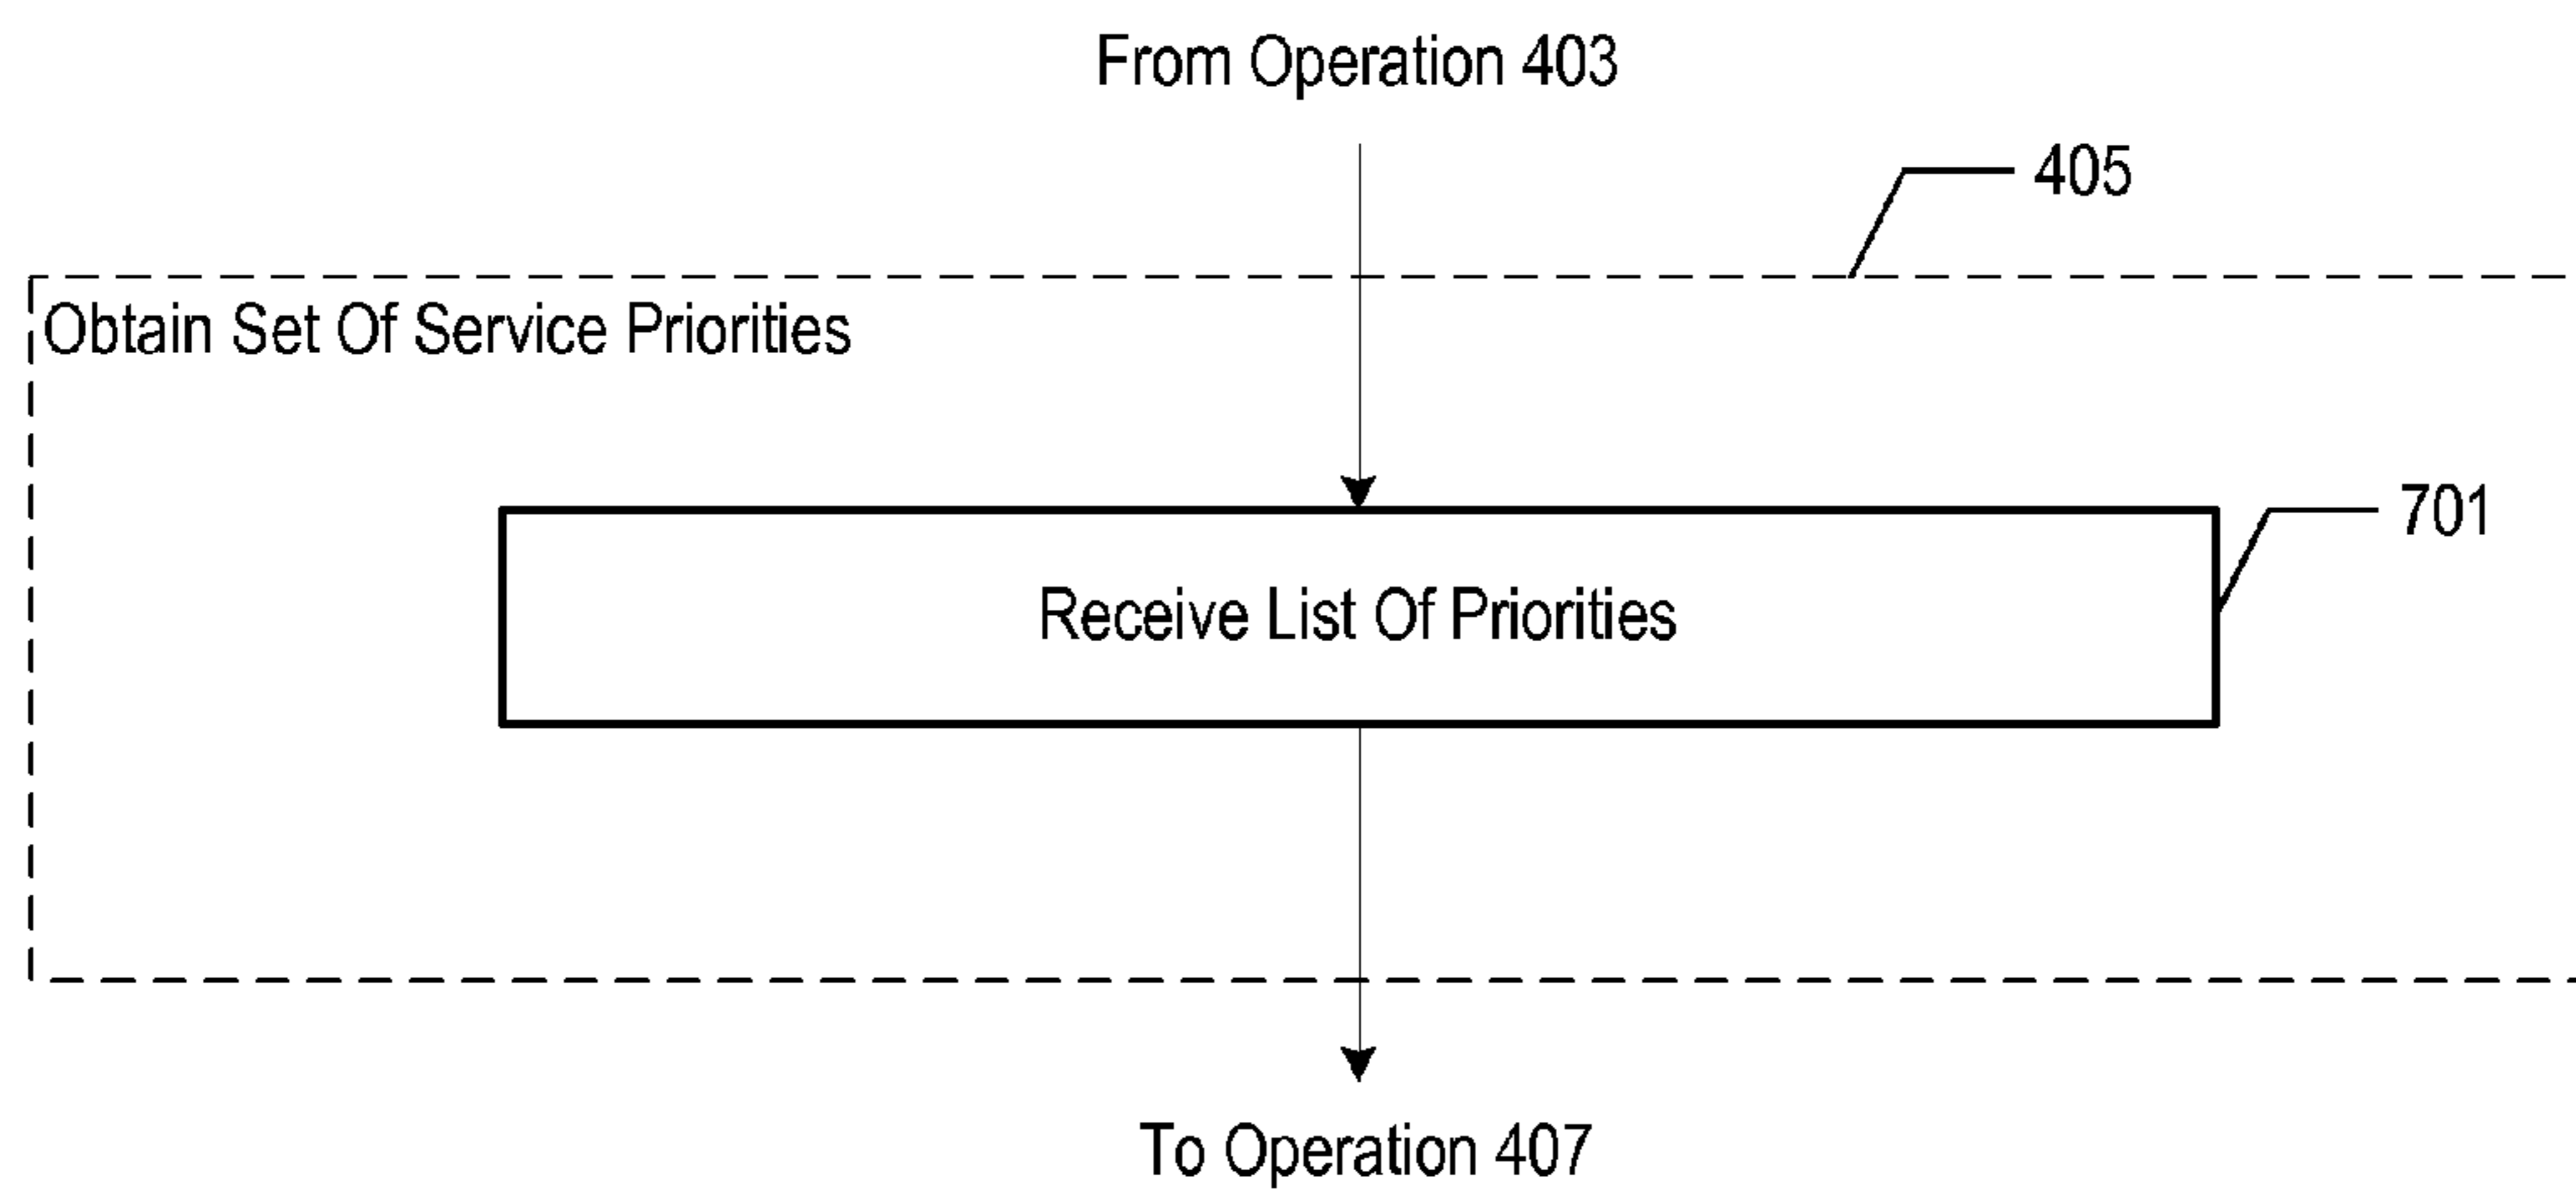 From Operation 403
405
Obtain Set Of Service Priorities
701
Receive List Of Priorities
To Operation 407